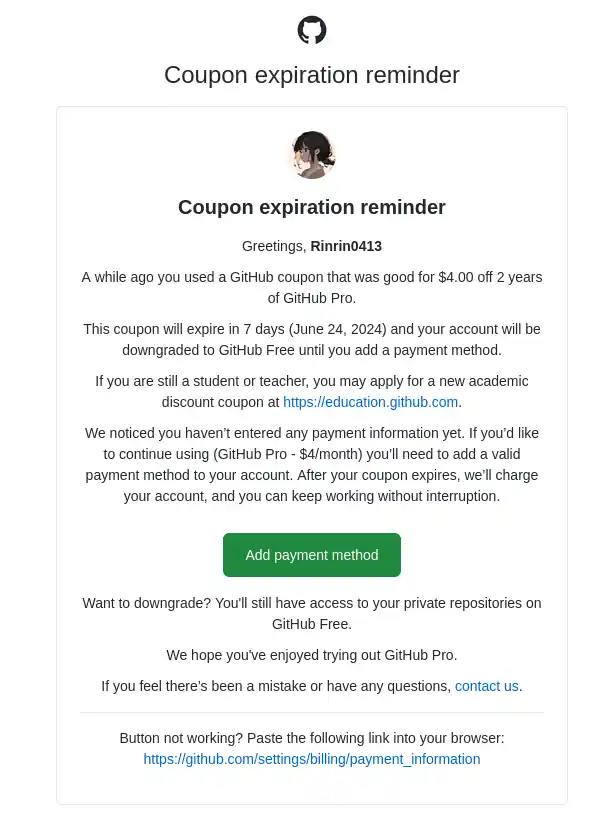 Coupon expiration reminder
Coupon expiration reminder
Greetings, Rinrin0413
A while ago you used a GitHub coupon that was good for $4.00 off 2 years
of GitHub Pro.
This coupon will expire in 7 days (June 24, 2024) and your account will be
downgraded to GitHub Free until you add a payment method.
If you are still a student or teacher, you may apply for a new academic
discount coupon at https://education.github.com.
We noticed you haven’t entered any payment information yet. If you’d like
to continue using (GitHub Pro - $4/month) you’ll need to add a valid
payment method to your account. After your coupon expires, we’ll charge
your account, and you can keep working without interruption.
Add payment method
Want to downgrade? You'll still have access to your private repositories on
GitHub Free.
We hope you've enjoyed trying out GitHub Pro.
If you feel there’s been a mistake or have any questions, contact us.
Button not working? Paste the following link into your browser:
https://github.com/settings/billing/payment_information